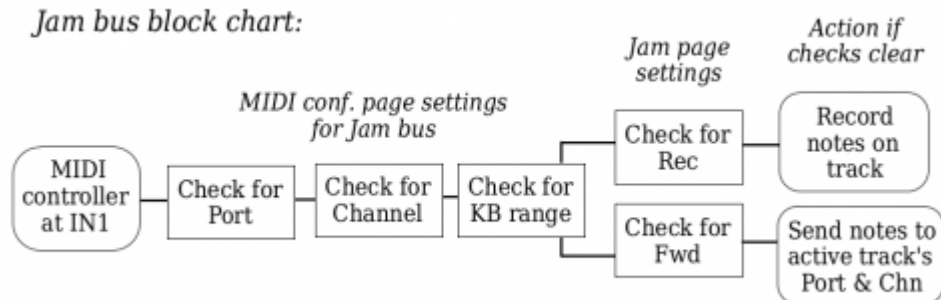 Jam bus block chart:
Action if
checks clear
Jam page
settings
MIDI conf. page settings
for Jam bus
MIDI
controller
at IN1
Check for
Port
Check for
Channel
Check for
KB range
Check for
Rec
Record
notes on
track
Check for
Fwd
Send notes to
active track's
Port & Chn